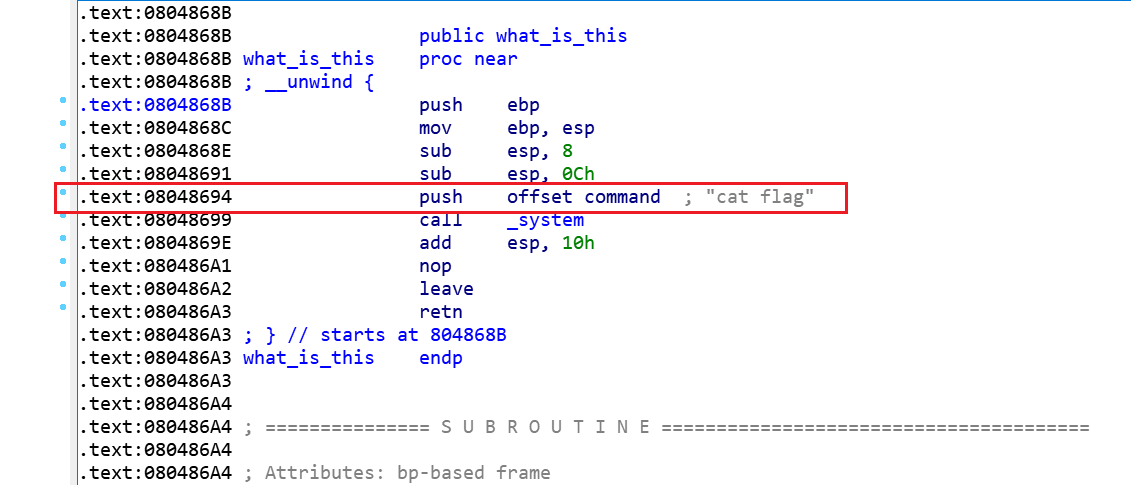 .text:0804868B
.text:0804868B                 public what_is_this
.text:0804868B what_is_this    proc near
.text:0804868B ; __unwind {
.text:0804868B                 push    ebp
.text:0804868C                 mov     ebp, esp
.text:0804868E                 sub     esp, 8
.text:08048691                 sub     esp, 0Ch
.text:08048694                 push    offset command  ; "cat flag"
.text:08048699                 call    _system
.text:0804869E                 add     esp, 10h
.text:080486A1                 nop
.text:080486A2                 leave
.text:080486A3                 retn
.text:080486A3 ; } // starts at 804868B
.text:080486A3 what_is_this    endp
.text:080486A3
.text:080486A4
.text:080486A4 ; =============== S U B R O U T I N E =======================================
.text:080486A4
.text:080486A4 ; Attributes: bp-based frame